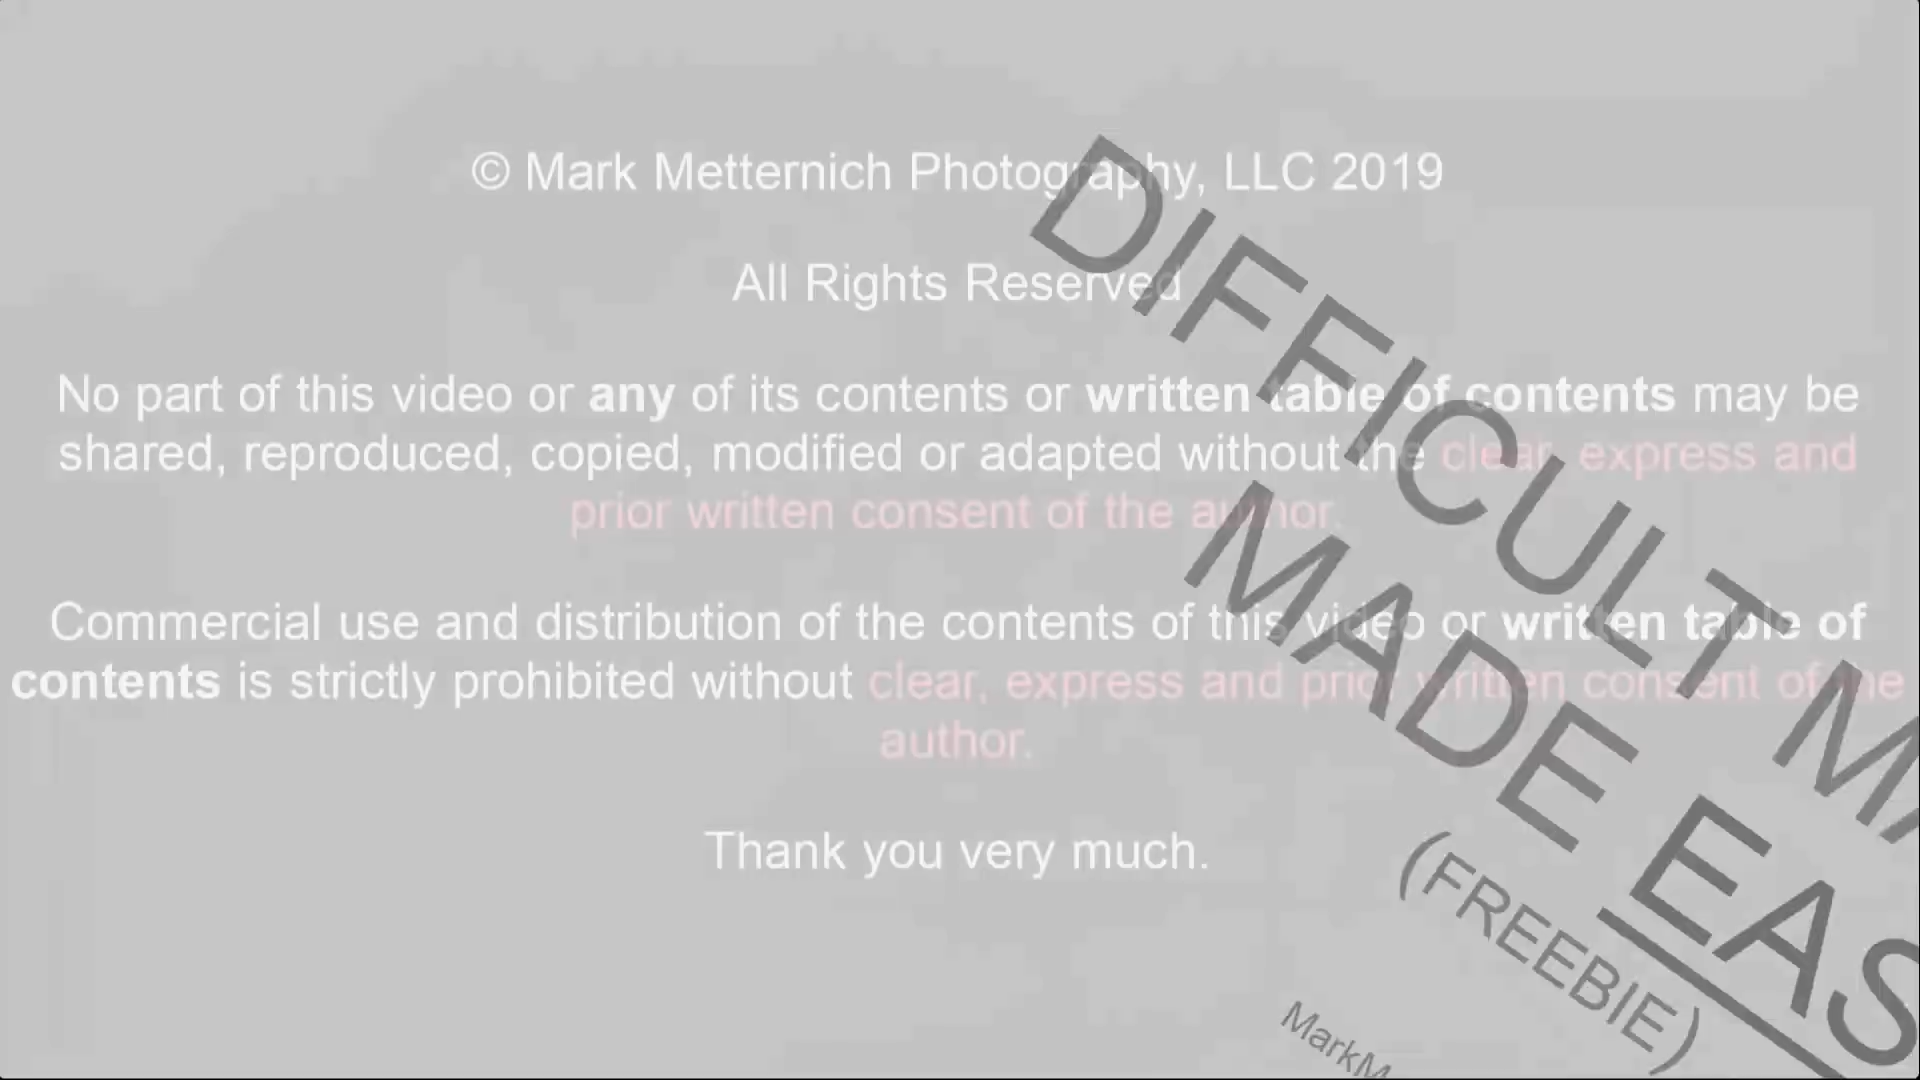 © Mark Metternich Photography, LLC 2019
All Rights Reserved
No part of this video or any of its contents or written table of contents may be
shared, reproduced, copied, modified or adapted without the clear, express and
prior written consent of the author.
Commercial use and distribution of the contents of this video or written table of
contents is strictly prohibited without clear, express and prior written consent of the
author.
Thank you very much.
DIFFICULT MA
MADE EAS
(FREEBIE)
MarkM